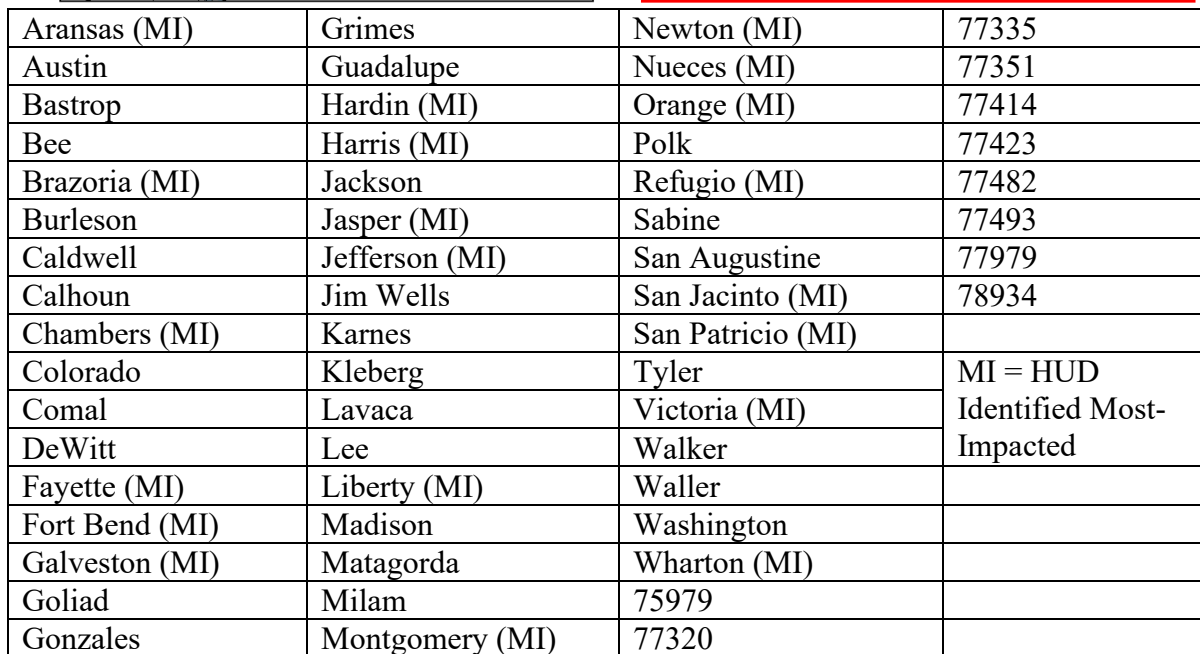 Aransas (MI) Grimes Newton (MI) 77335
Austin Guadalupe Nueces (MI) 77351
Bastrop Hardin (MI) Orange (MI) 77414
Bee Harris (MI) Polk 77423
Brazoria (MI) Jackson Refugio (MI) 77482
Burleson Jasper (MI) Sabine 77493
Caldwell Jefferson (MI) San Augustine 77979
Calhoun Jim Wells San Jacinto (MI) 78934
Chambers (MI) Karnes San Patricio (MI)
Colorado Kleberg Tyler MI = HUD
Comal Lavaca Victoria (MI) Identified Most-
DeWitt Lee Walker Impacted
Fayette (MI) Liberty (MI) Waller
Fort Bend (MI) Madison Washington
Galveston (MI) Matagorda Wharton (MI)
Goliad Milam 75979
Gonzales Montgomery (MI) 77320